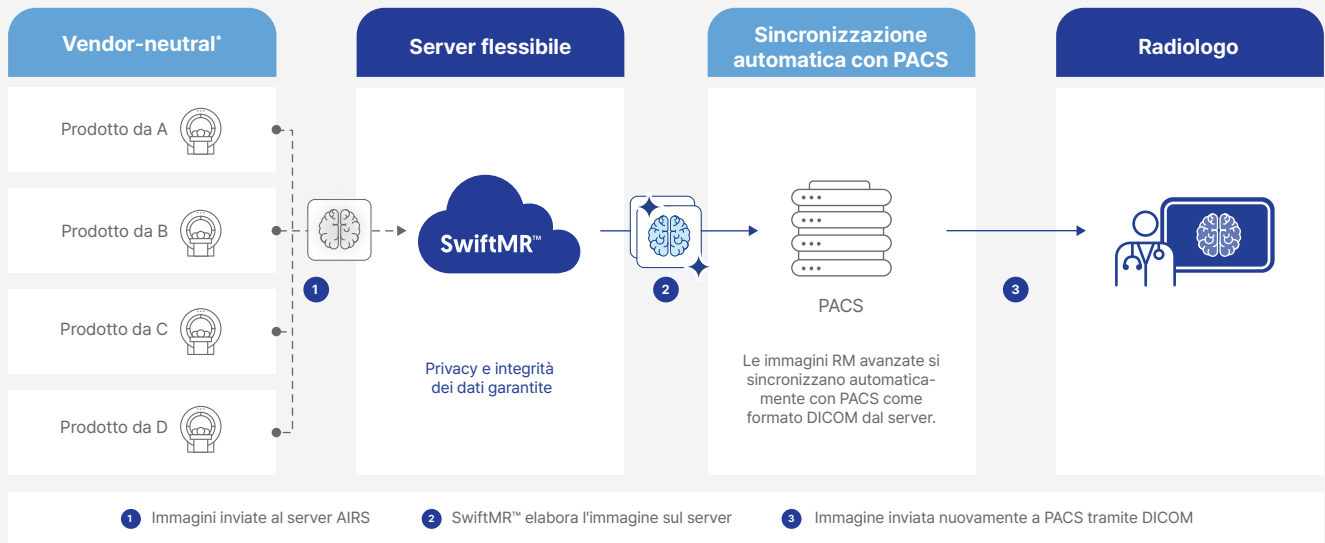 Vendor-neutral*
Prodotto da A
Prodotto da B
Prodotto da C
Prodotto da D
1
Server flessibile
SwiftMR™
Privacy e integrità
dei dati garantite
2
Sincronizzazione
automatica con PACS
PACS
Le immagini RM avanzate si
sincronizzano automatica-
mente con PACS come
formato DICOM dal server.
3
Radiologo
1 Immagini inviate al server AIRS
2 SwiftMR™ elabora l'immagine sul server
3 Immagine inviata nuovamente a PACS tramite DICOM